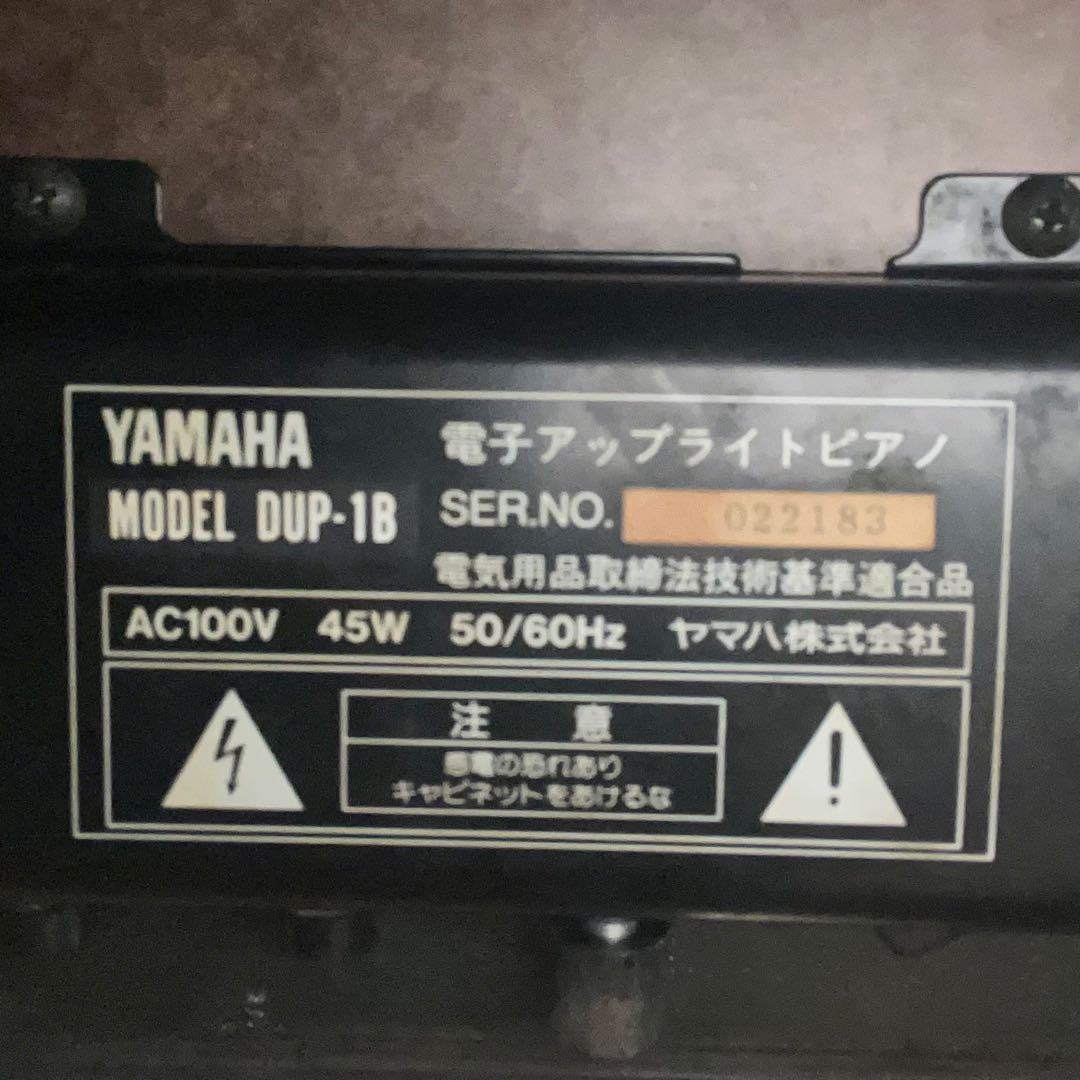 YAMAHA 電子アップライトピアノ
MODEL DUP-1B SER.NO. 022183
電気用品取締法技術基準適合品
AC100V 45W 50/60Hz ヤマハ株式会社
注 意
感電の恐れあり
キャビネットをあけるな